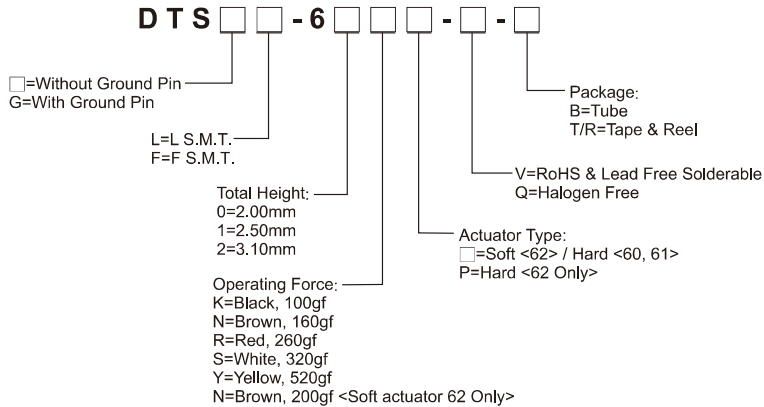 DTS□□-6□□□-□-□
□=Without Ground Pin
G=With Ground Pin
L=L S.M.T.
F=F S.M.T.
Total Height:
0=2.00mm
1=2.50mm
2=3.10mm
Operating Force:
K=Black, 100gf
N=Brown, 160gf
R=Red, 260gf
S=White, 320gf
Y=Yellow, 520gf
N=Brown, 200gf <Soft actuator 62 Only>
Package:
B=Tube
T/R=Tape & Reel
V=RoHS & Lead Free Solderable
Q=Halogen Free
Actuator Type:
□=Soft <62> / Hard <60, 61>
P=Hard <62 Only>